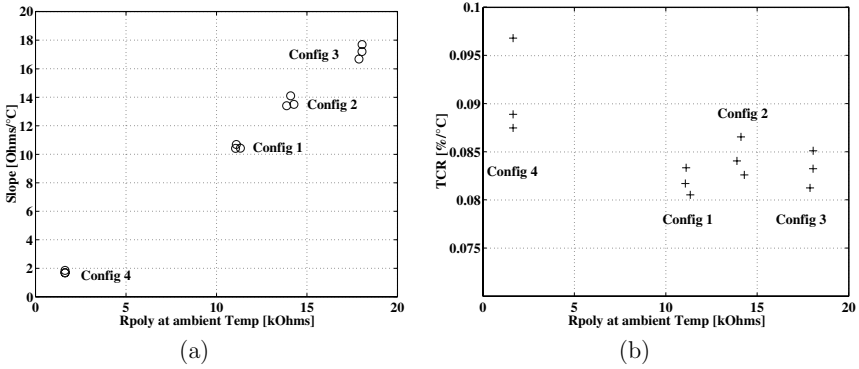 20
18
16
14
12
10
8
6
4
2
0
Slope [Ohms/°C]
Config 3
Config 2
Config 1
Config 4
0 5 10 15 20
Rpoly at ambient Temp [kOhms]
(a)
0.1
0.095
0.09
0.085
0.08
0.075
TCR [%/°C]
Config 2
Config 4
Config 1
Config 3
0 5 10 15 20
Rpoly at ambient Temp [kOhms]
(b)